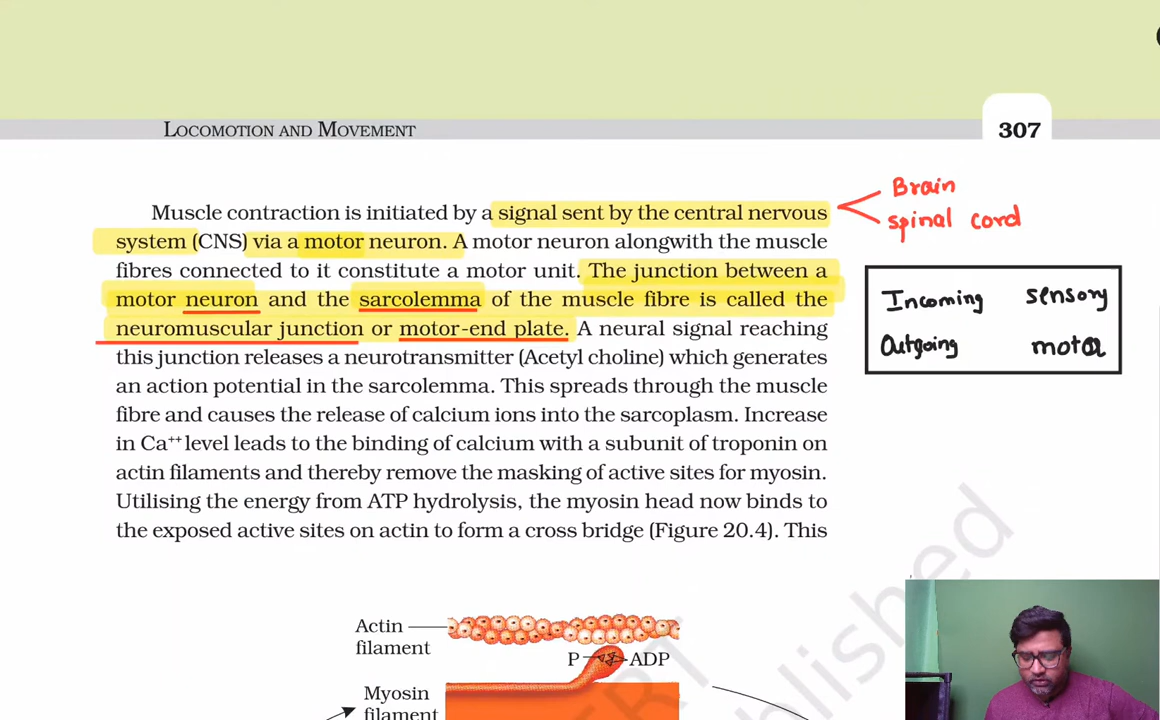 LOCOMOTION AND MOVEMENT
307
Muscle contraction is initiated by a signal sent by the central nervous
system (CNS) via a motor neuron. A motor neuron alongwith the muscle
fibres connected to it constitute a motor unit. The junction between a
motor neuron and the sarcolemma of the muscle fibre is called the
neuromuscular junction or motor-end plate. A neural signal reaching
this junction releases a neurotransmitter (Acetyl choline) which generates
an action potential in the sarcolemma. This spreads through the muscle
fibre and causes the release of calcium ions into the sarcoplasm. Increase
in Ca⁺⁺ level leads to the binding of calcium with a subunit of troponin on
actin filaments and thereby remove the masking of active sites for myosin.
Utilising the energy from ATP hydrolysis, the myosin head now binds to
the exposed active sites on actin to form a cross bridge (Figure 20.4). This
Brain
spinal cord
Incoming sensory
Outgoing motor
Actin
filament
P ADP
Myosin
filament